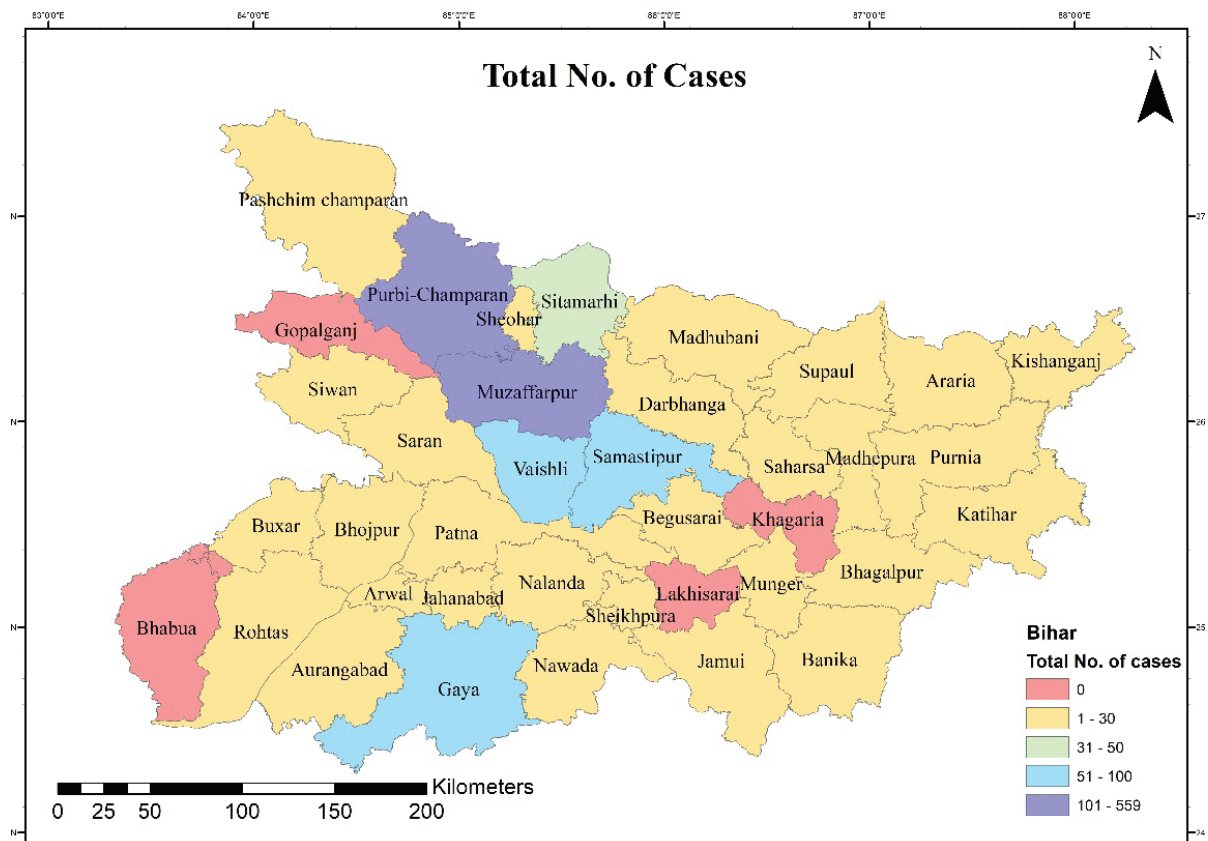 83°0'0"E 84°0'0"E 85°0'0"E 86°0'0"E 87°0'0"E 88°0'0"E
Total No. of Cases
N
Pashchim champaran
N 27
Purbi-Champaran
Sitamarhi
Sheohar
Gopalganj
Madhubani
Kishanganj
Supaul
Araria
Siwan
Muzaffarpur
Darbhanga
N 26
Saran
Vaishli
Samastipur
Saharsa
Madhepura
Purnia
Buxar
Bhojpur
Patna
Begusarai
Khagaria
Katihar
Arwal
Jahanabad
Nalanda
Lakhisarai
Munger
Bhagalpur
Sheikhpura
N 25
Bhabua
Rohtas
Aurangabad
Gaya
Nawada
Jamui
Banika
Bihar
Total No. of cases
0
1 - 30
31 - 50
51 - 100
101 - 559
Kilometers
0 25 50 100 150 200
N 24